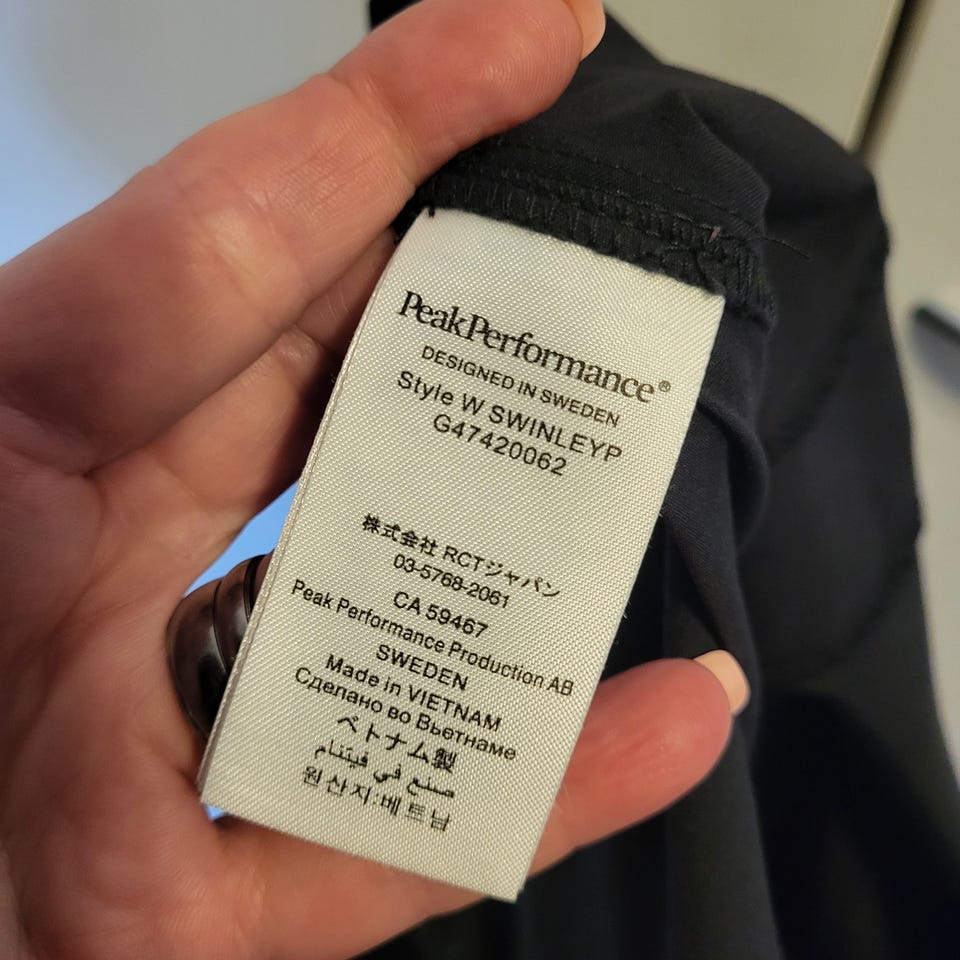 PeakPerformance®
DESIGNED IN SWEDEN
Style W SWINLEYP
G47420062
株式会社 RCTジャパン
03-5768-2061
CA 59467
Peak Performance Production AB
SWEDEN
Made in VIETNAM
Сделано во Вьетнаме
ベトナム製
صنع في فيتنام
원산지:베트남